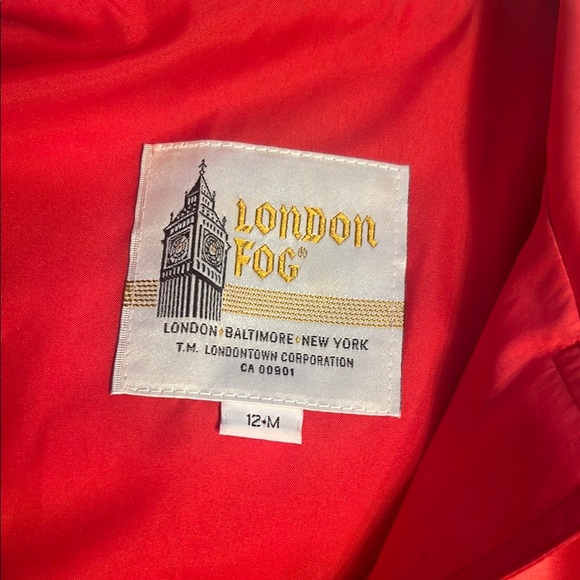 LONDON
FOG®
LONDON•BALTIMORE•NEW YORK
T.M. LONDONTOWN CORPORATION
CA 00901
12•M